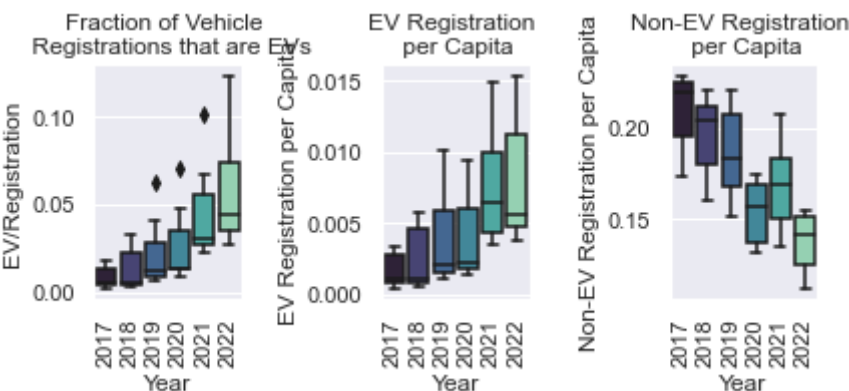 Fraction of Vehicle
Registrations that are EVs
EV/Registration
0.10
0.05
0.00
2017
2018
2019
2020
2021
2022
Year
EV Registration
per Capita
EV Registration per Capita
0.015
0.010
0.005
0.000
2017
2018
2019
2020
2021
2022
Year
Non-EV Registration
per Capita
Non-EV Registration per Capita
0.20
0.15
2017
2018
2019
2020
2021
2022
Year